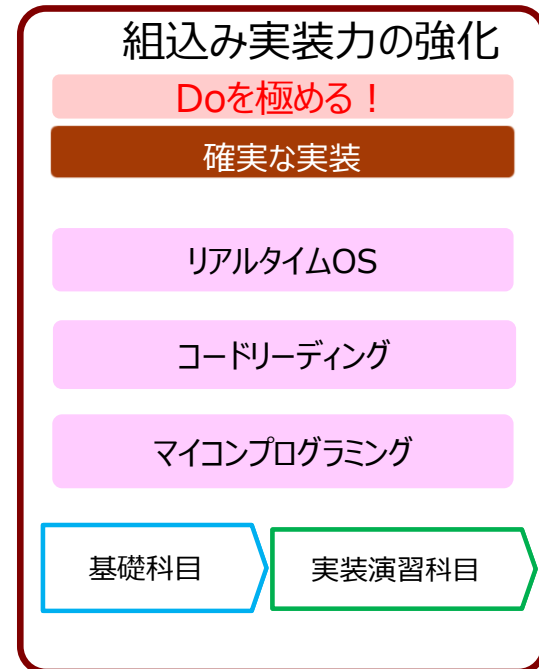 組込み実装力の強化
Doを極める！
確実な実装
リアルタイムOS
コードリーディング
マイコンプログラミング
基礎科目
実装演習科目